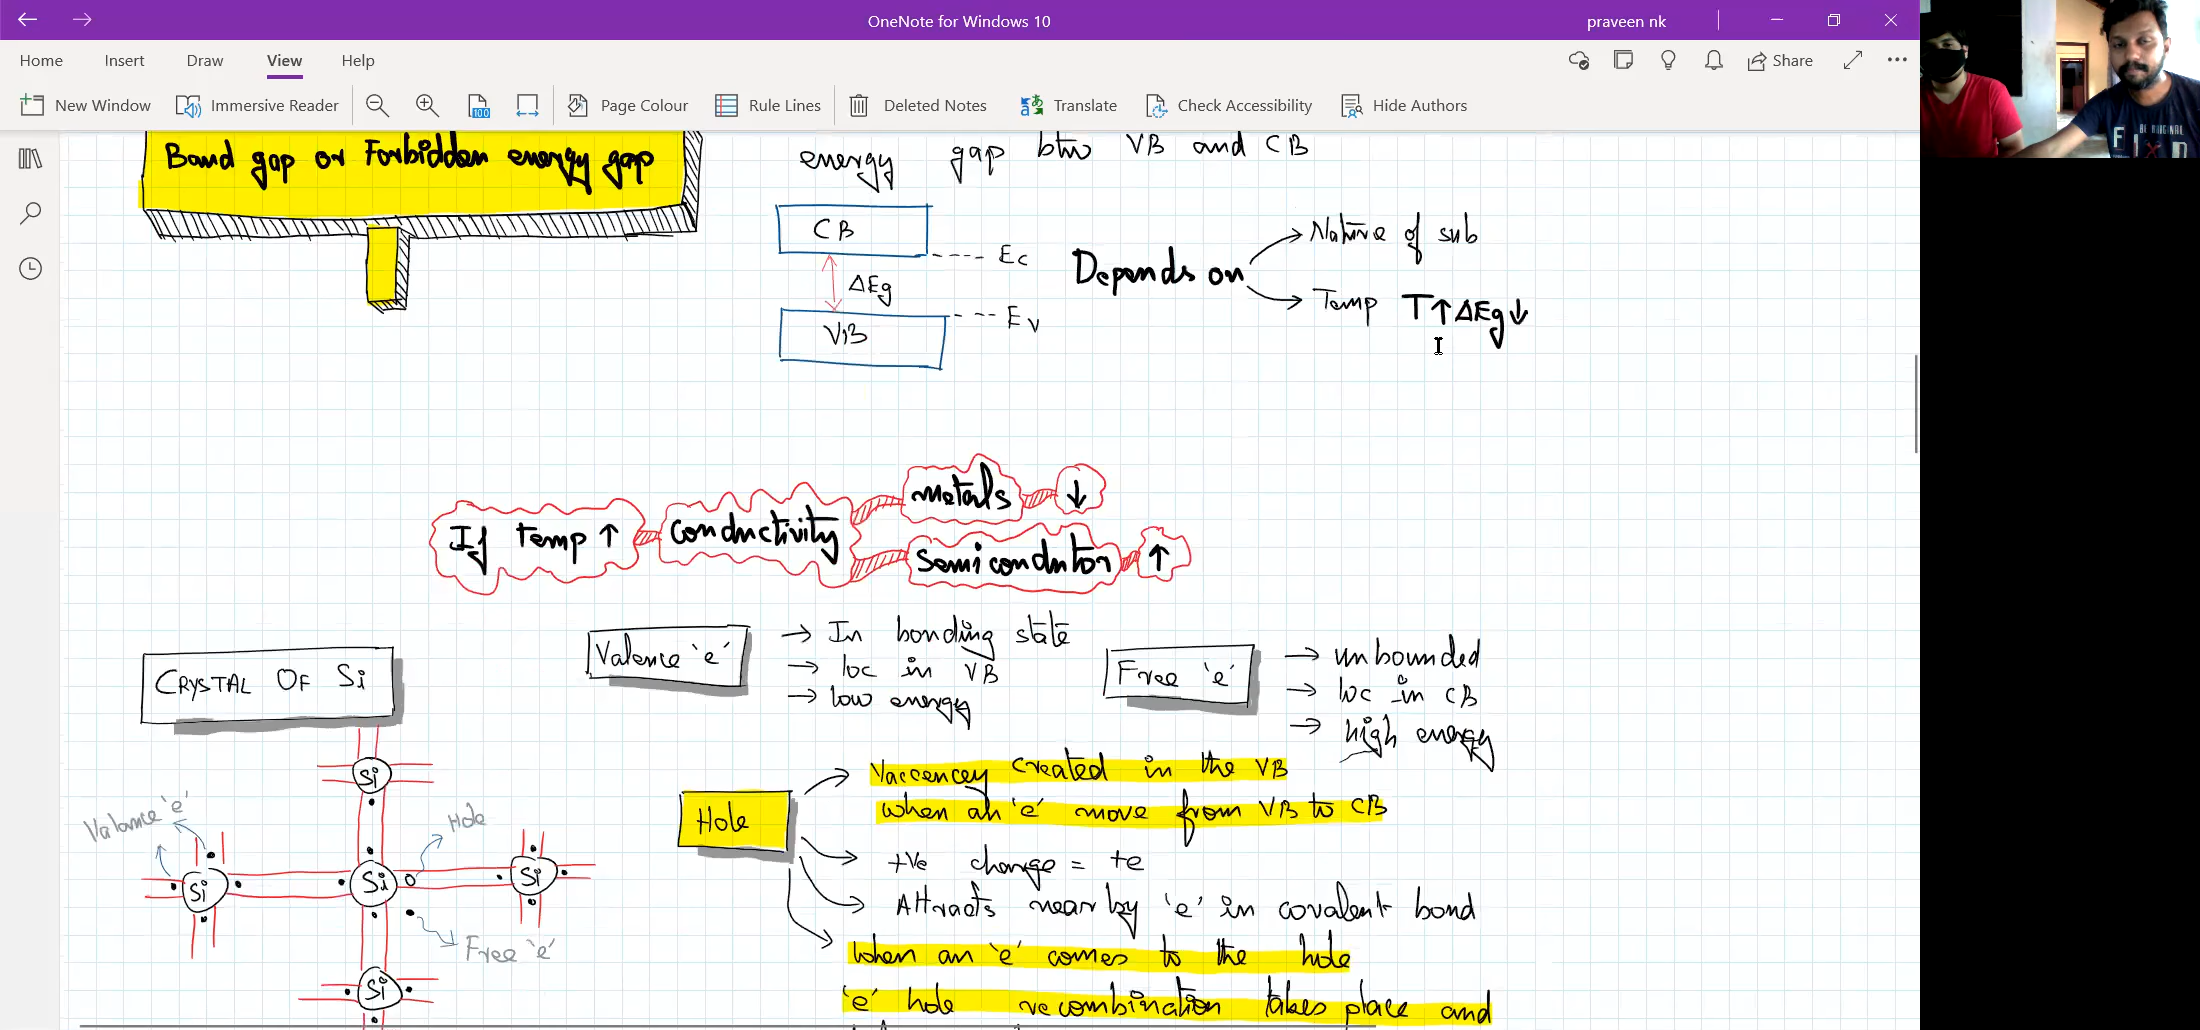 OneNote for Windows 10
praveen nk
Home Insert Draw View Help
Share
New Window Immersive Reader 100 Page Colour Rule Lines Deleted Notes Translate Check Accessibility Hide Authors
Band gap or Forbidden energy gap
energy gap btw VB and CB
CB
Ec
ΔEg
VB
Ev
Depends on
Nature of sub
Temp T↑ ΔEg↓
If temp ↑ conductivity
metals ↓
Semicondutor ↑
CRYSTAL OF Si
Valence 'e'
→ In bonding state
→ loc in VB
→ low energy
Free 'e'
→ unbounded
→ loc in CB
→ high energy
Si
Valance 'e'
Hole
Si
Si
Si
Free 'e'
Si
Hole
Vaccencey created in the VB
when an 'e' move from VB to CB
+ve charge = +e
Attracts near by 'e' in covalent bond
when an 'e' comes to the hole
'e' hole recombination takes place and